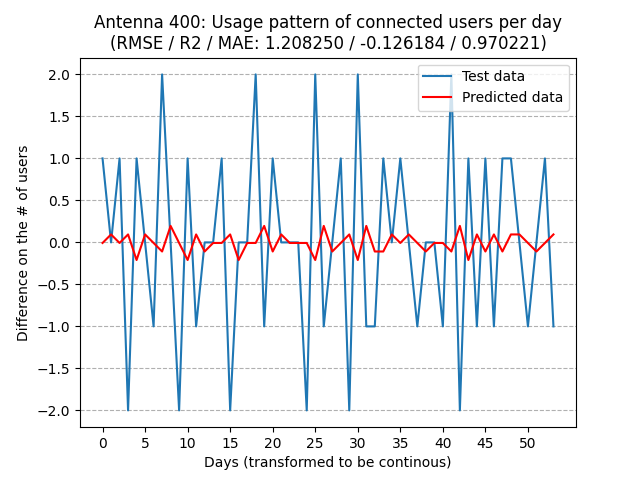 Antenna 400: Usage pattern of connected users per day
(RMSE / R2 / MAE: 1.208250 / -0.126184 / 0.970221)
Test data
Predicted data
2.0
1.5
1.0
0.5
0.0
−0.5
−1.0
−1.5
−2.0
Difference on the # of users
0 5 10 15 20 25 30 35 40 45 50
Days (transformed to be continous)